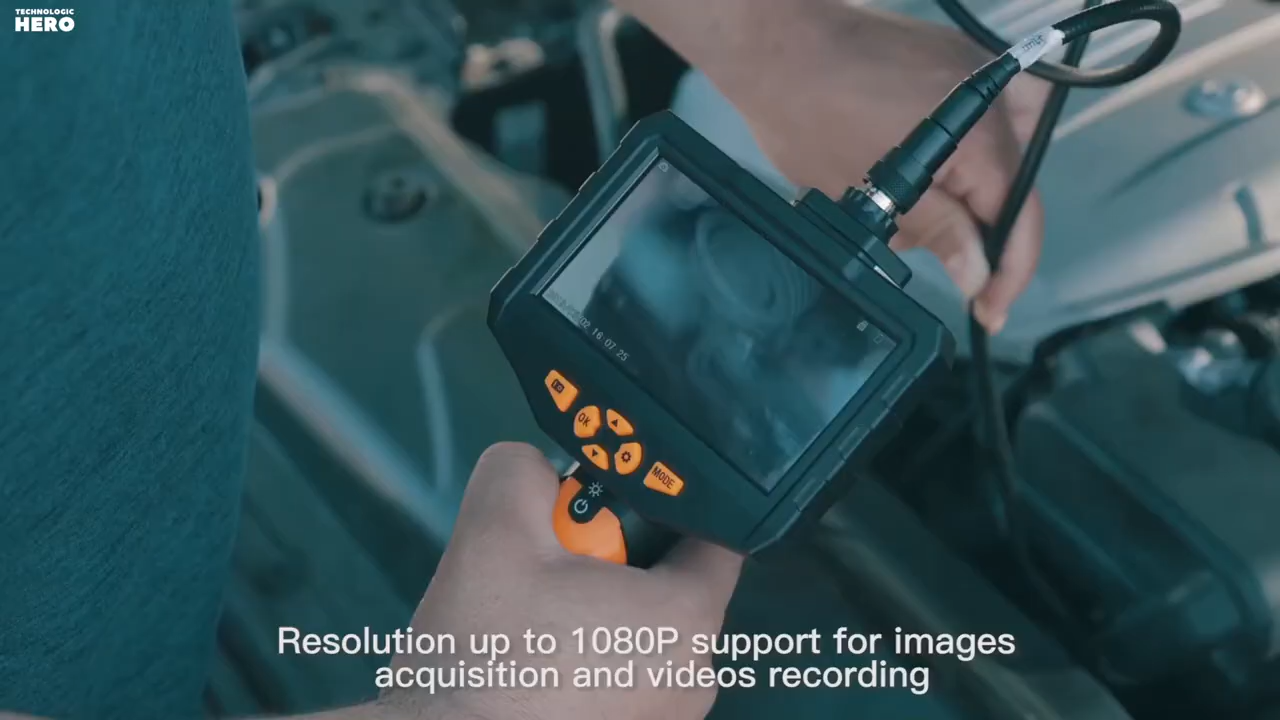 TECHNOLOGIC
HERO
16 07 25
OK
MODE
Resolution up to 1080P support for images
acquisition and videos recording